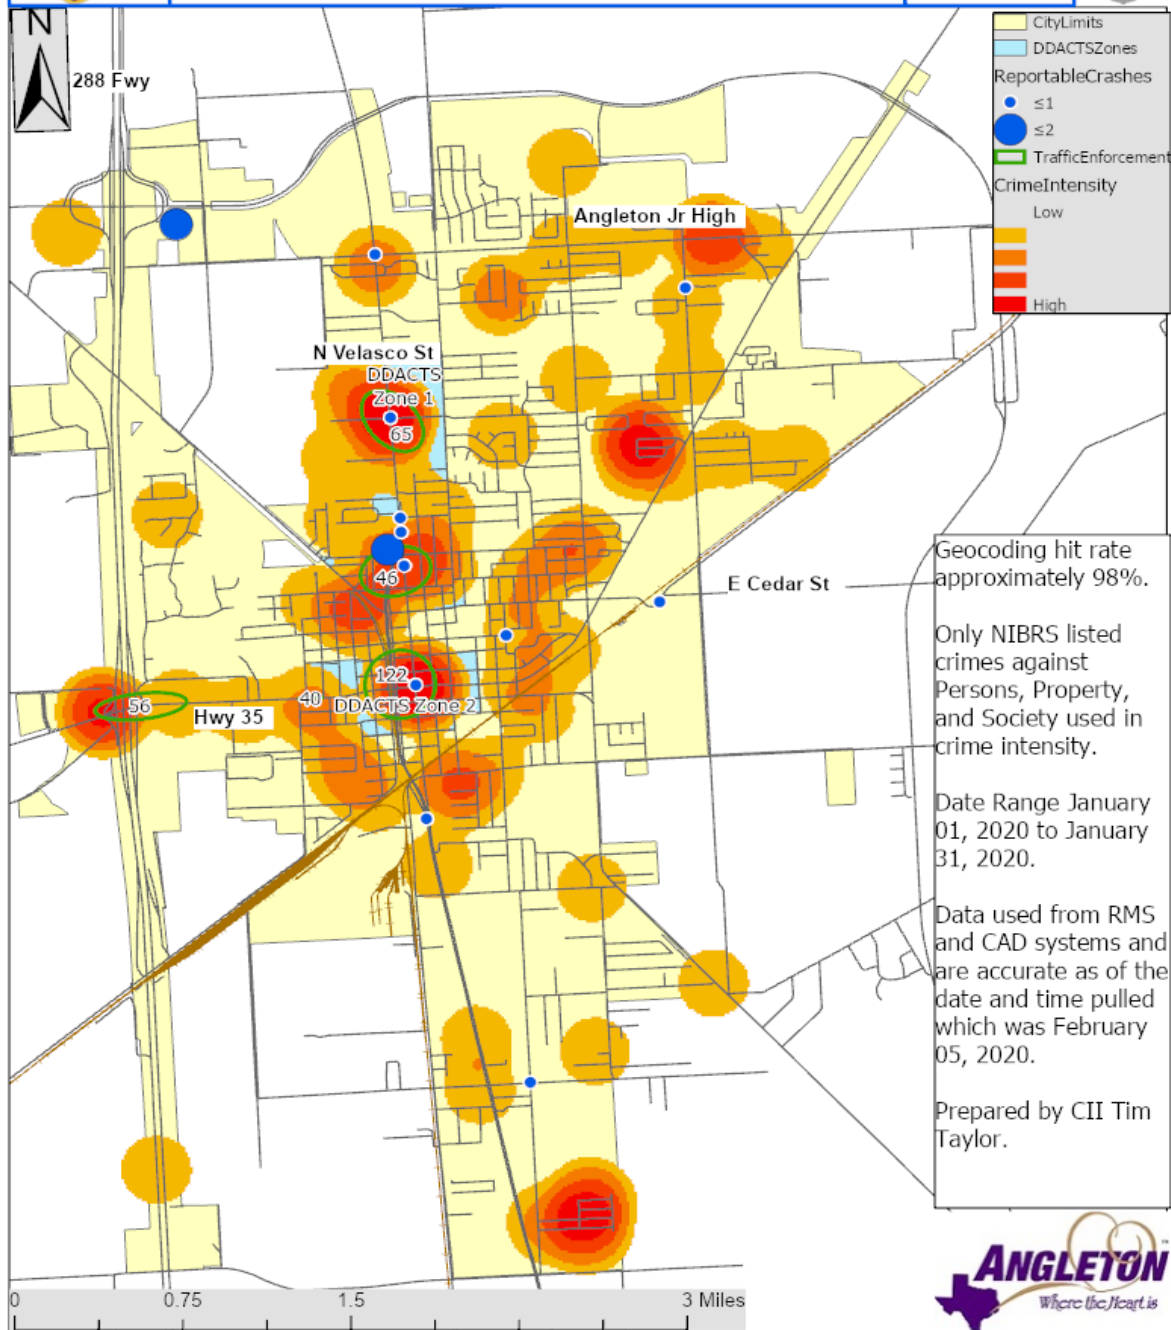 N
288 Fwy
CityLimits
DDACTSZones
ReportableCrashes
≤1
≤2
TrafficEnforcement
CrimeIntensity
Low
High
Angleton Jr High
N Velasco St
DDACTS
Zone 1
65
46
E Cedar St
122
DDACTS Zone 2
40
56
Hwy 35
Geocoding hit rate
approximately 98%.
Only NIBRS listed
crimes against
Persons, Property,
and Society used in
crime intensity.
Date Range January
01, 2020 to January
31, 2020.
Data used from RMS
and CAD systems and
are accurate as of the
date and time pulled
which was February
05, 2020.
Prepared by CII Tim
Taylor.
0 0.75 1.5 3 Miles
ANGLETON
Where the Heart is